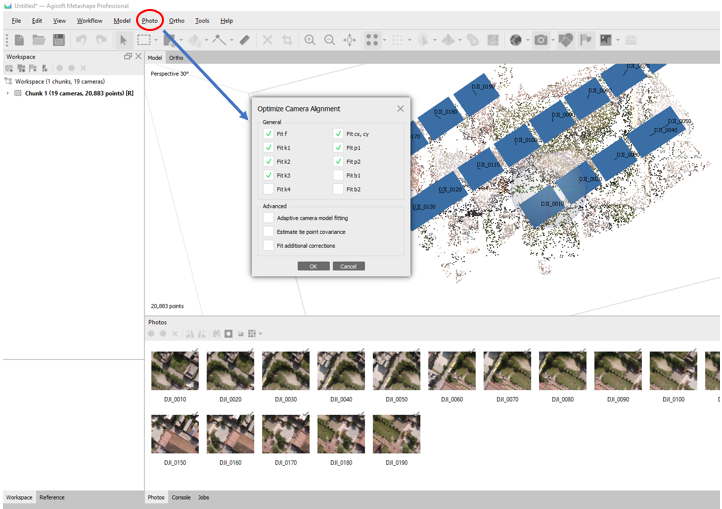 Untitled* — Agisoft Metashape Professional
File Edit View Workflow Model Photo Ortho Tools Help
Workspace
Workspace (1 chunks, 19 cameras)
Chunk 1 (19 cameras, 20,883 points) [R]
Model Ortho
Perspective 30°
Optimize Camera Alignment
General
Fit f Fit cx, cy
Fit k1 Fit p1
Fit k2 Fit p2
Fit k3 Fit b1
Fit k4 Fit b2
Advanced
Adaptive camera model fitting
Estimate tie point covariance
Fit additional corrections
OK Cancel
DJI_0190
DJI_0180
DJI_0090
DJI_0100
DJI_0050
DJI_0040
DJI_0110
DJI_0120
DJI_0130
DJI_0010
20,883 points
Photos
DJI_0010 DJI_0020 DJI_0030 DJI_0040 DJI_0050 DJI_0060 DJI_0070 DJI_0080 DJI_0090 DJI_0100
DJI_0150 DJI_0160 DJI_0170 DJI_0180 DJI_0190
Workspace Reference
Photos Console Jobs